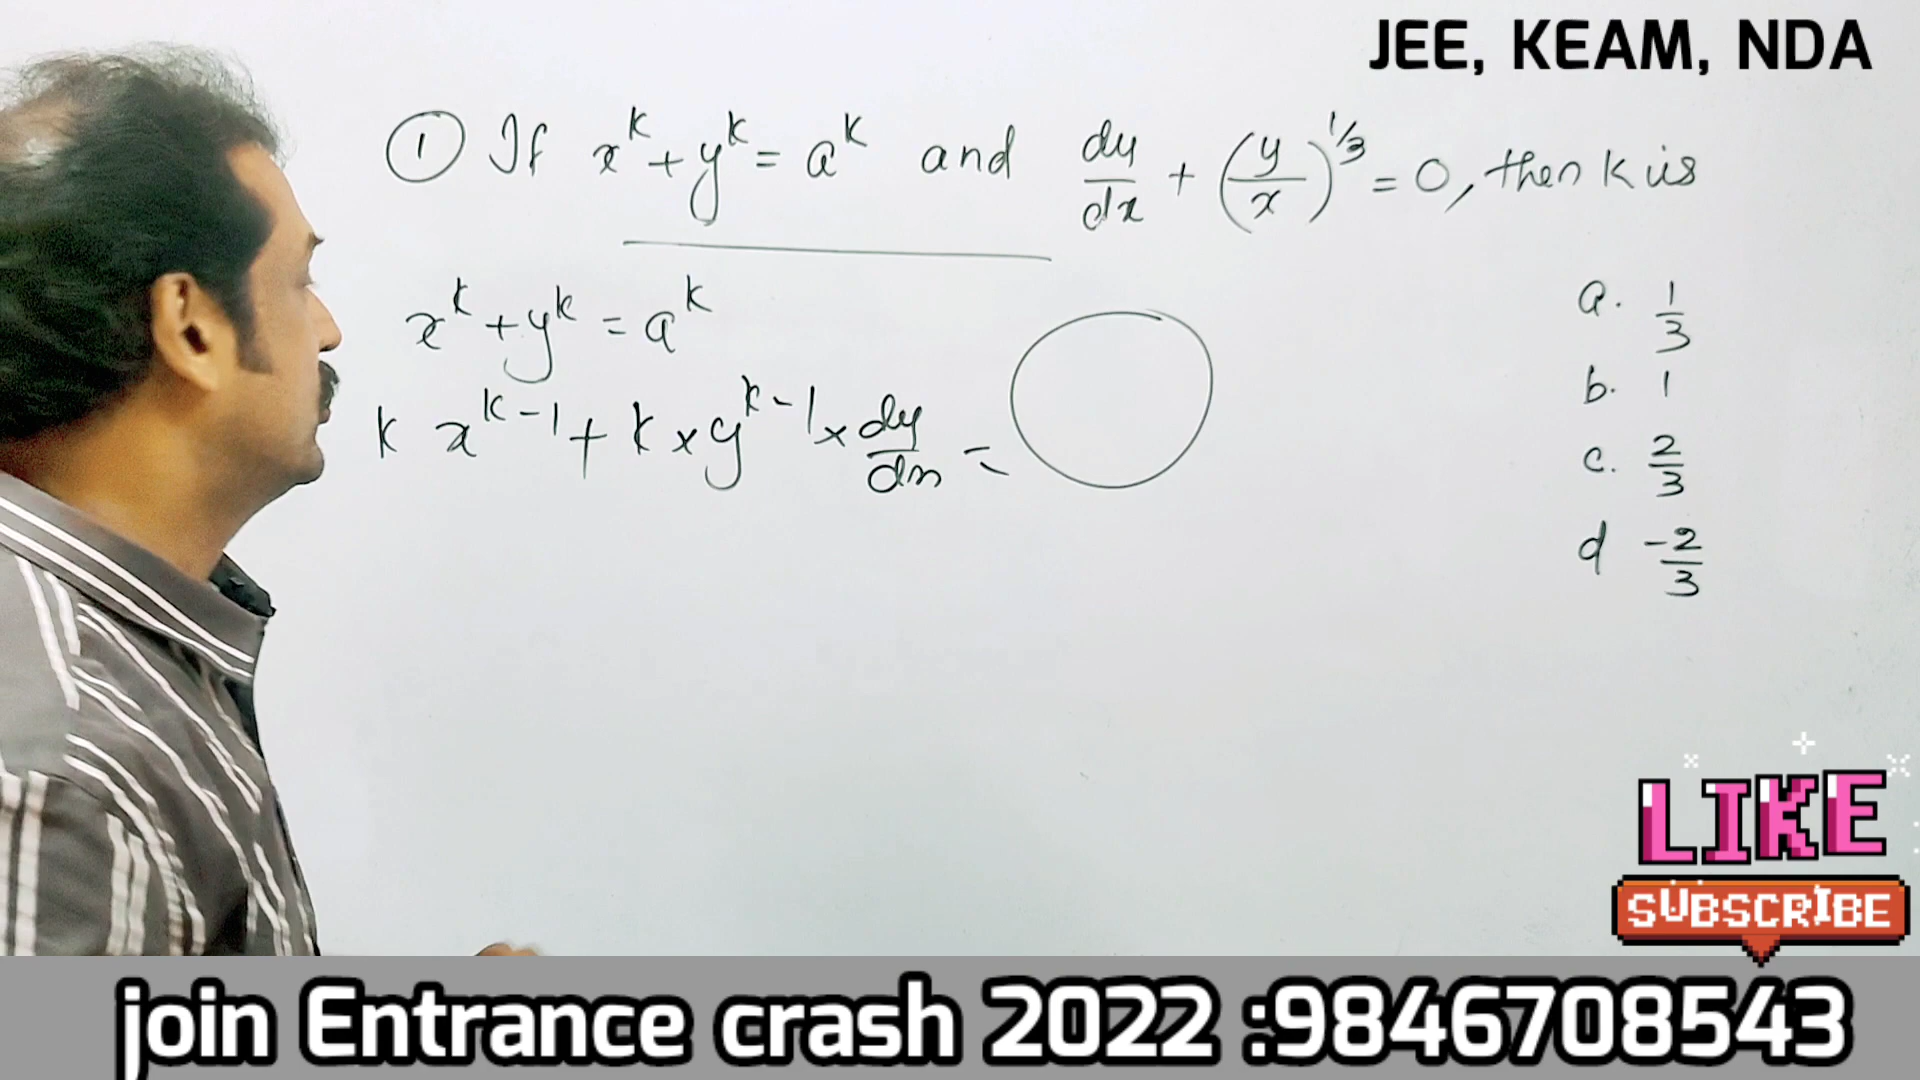 JEE, KEAM, NDA
① If x^k + y^k = a^k and dy/dx + (y/x)^1/3 = 0, then k is
x^k + y^k = a^k
k x^k-1 + k × y^k-1 × dy/dx =
a. 1/3
b. 1
c. 2/3
d -2/3
LIKE
SUBSCRIBE
join Entrance crash 2022 :9846708543